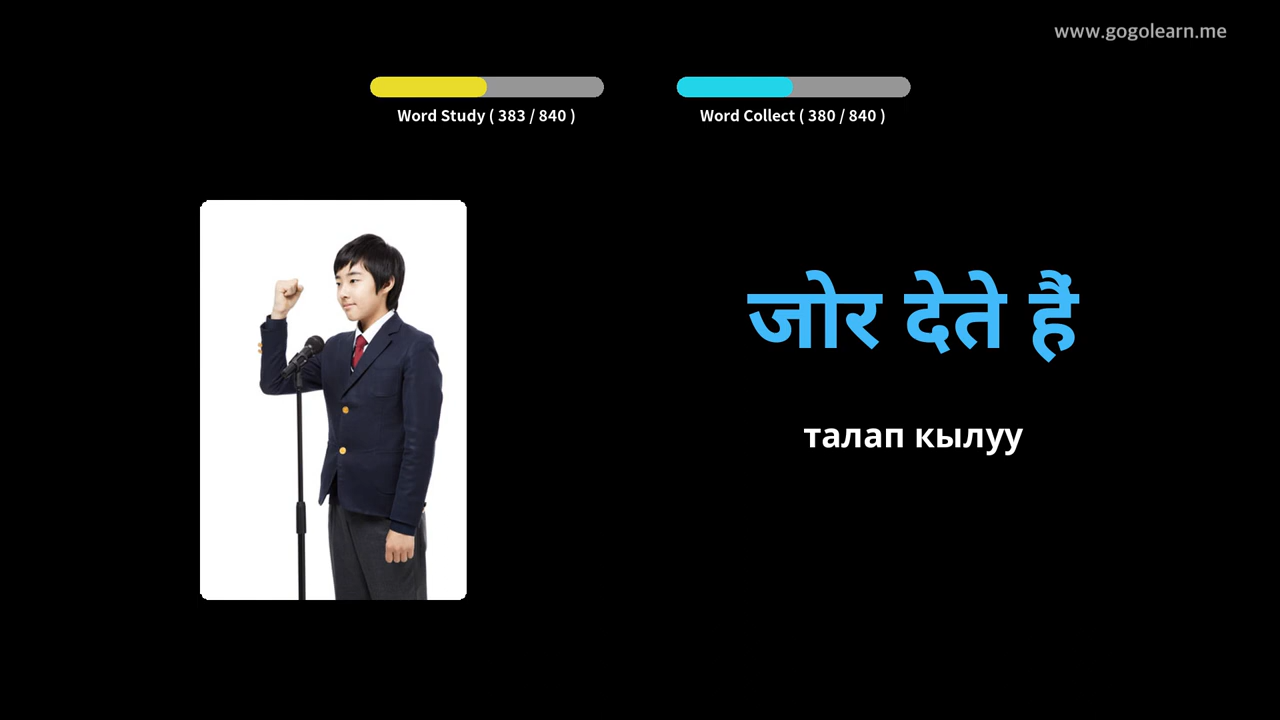 www.gogolearn.me
Word Study ( 383 / 840 )
Word Collect ( 380 / 840 )
जोर देते हैं
талап кылуу